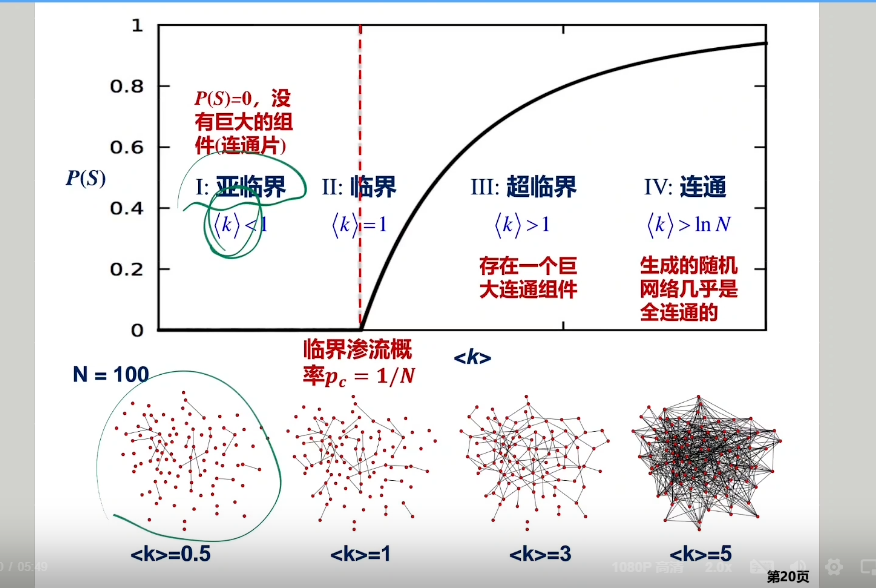 1
0.8
0.6
0.4
0.2
0
P(S)
P(S)=0，没
有巨大的组
件(连通片)
I: 亚临界
⟨k⟩<1
II: 临界
⟨k⟩=1
III: 超临界
⟨k⟩>1
存在一个巨
大连通组件
IV: 连通
⟨k⟩>ln N
生成的随机
网络几乎是
全连通的
临界渗流概
率p_c = 1/N
<k>
N = 100
<k>=0.5
<k>=1
<k>=3
<k>=5
05:49
1080P 高清
2.0x
第20页